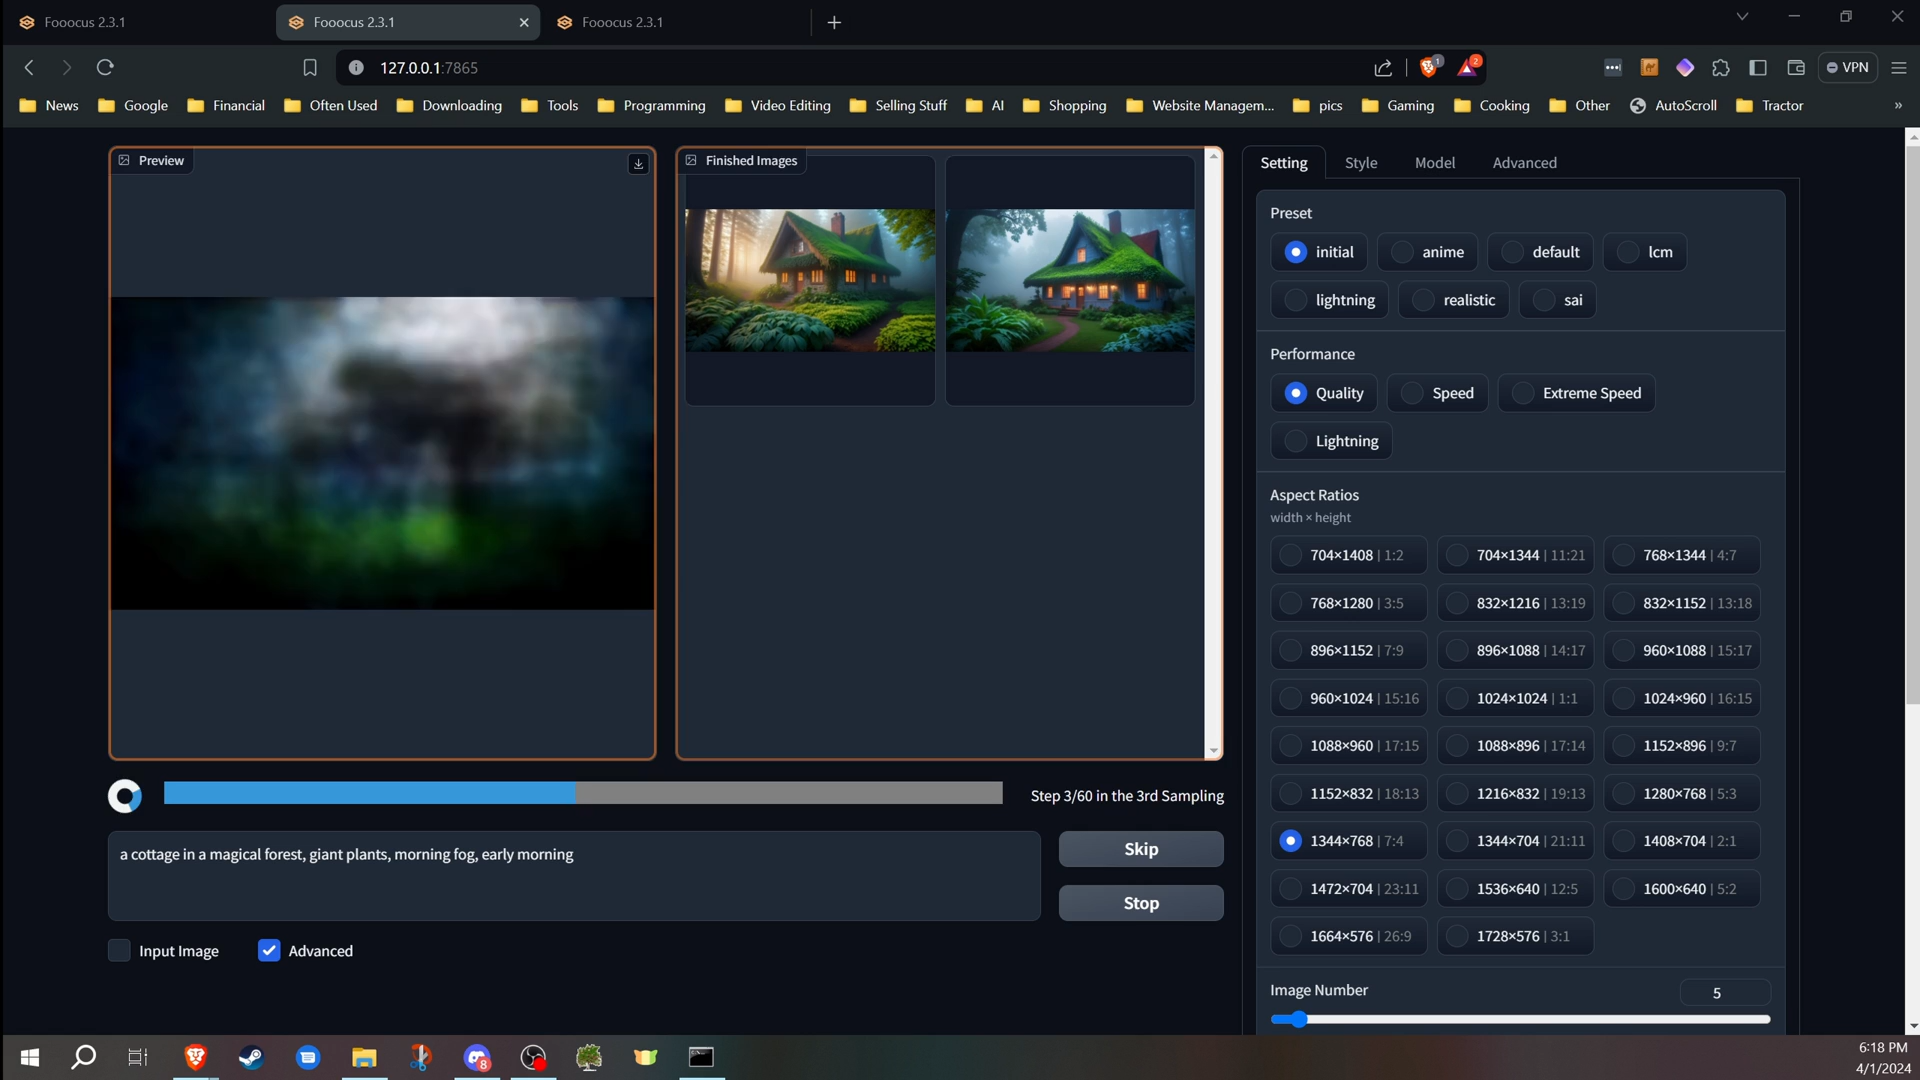 Fooocus 2.3.1
Fooocus 2.3.1
Fooocus 2.3.1
127.0.0.1:7865
1
2
VPN
News
Google
Financial
Often Used
Downloading
Tools
Programming
Video Editing
Selling Stuff
AI
Shopping
Website Managem...
pics
Gaming
Cooking
Other
AutoScroll
Tractor
»
Preview
Finished Images
Setting
Style
Model
Advanced
Preset
initial
anime
default
lcm
lightning
realistic
sai
Performance
Quality
Speed
Extreme Speed
Lightning
Aspect Ratios
width × height
704×1408 | 1:2
704×1344 | 11:21
768×1344 | 4:7
768×1280 | 3:5
832×1216 | 13:19
832×1152 | 13:18
896×1152 | 7:9
896×1088 | 14:17
960×1088 | 15:17
960×1024 | 15:16
1024×1024 | 1:1
1024×960 | 16:15
1088×960 | 17:15
1088×896 | 17:14
1152×896 | 9:7
1152×832 | 18:13
1216×832 | 19:13
1280×768 | 5:3
1344×768 | 7:4
1344×704 | 21:11
1408×704 | 2:1
1472×704 | 23:11
1536×640 | 12:5
1600×640 | 5:2
1664×576 | 26:9
1728×576 | 3:1
Image Number
5
Step 3/60 in the 3rd Sampling
a cottage in a magical forest, giant plants, morning fog, early morning
Skip
Stop
Input Image
Advanced
8
6:18 PM
4/1/2024